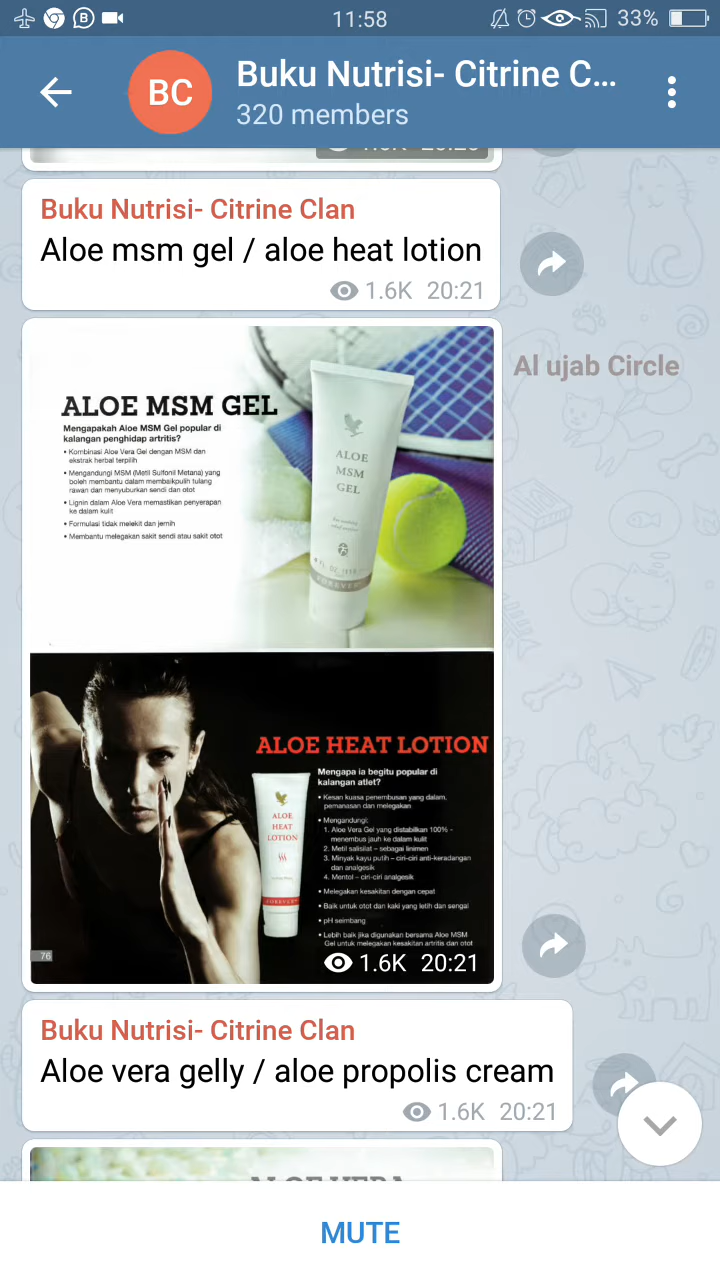 11:58
33%
BC
Buku Nutrisi- Citrine C...
320 members
Buku Nutrisi- Citrine Clan
Aloe msm gel / aloe heat lotion
1.6K 20:21
Al ujab Circle
ALOE MSM GEL
Mengapakah Aloe MSM Gel popular di
kalangan penghidap artritis?
• Kombinasi Aloe Vera Gel dengan MSM dan
ekstrak herbal terpilih
• Mengandungi MSM (Metil Sulfonil Metana) yang
boleh membantu dalam membaikpulih tulang
rawan dan menyuburkan sendi dan otot
• Lignin dalam Aloe Vera memastikan penyerapan
ke dalam kulit
• Formulasi tidak melekit dan jernih
• Membantu melegakan sakit sendi atau sakit otot
ALOE
MSM
GEL
FOREVER
ALOE HEAT LOTION
Mengapa ia begitu popular di
kalangan atlet?
• Kesan kuasa penembusan yang dalam,
pemanasan dan melegakan
• Mengandungi:
1. Aloe Vera Gel yang distabilkan 100% –
menembus jauh ke dalam kulit
2. Metil salisilat – sebagai linimen
3. Minyak kayu putih – ciri-ciri anti-keradangan
dan analgesik
4. Mentol – ciri-ciri analgesik
• Melegakan kesakitan dengan cepat
• Baik untuk otot dan kaki yang letih dan sengal
• pH seimbang
• Lebih baik jika digunakan bersama Aloe MSM
Gel untuk melegakan kesakitan artritis dan otot
ALOE
HEAT
LOTION
FOREVER
76
1.6K 20:21
Buku Nutrisi- Citrine Clan
Aloe vera gelly / aloe propolis cream
1.6K 20:21
MUTE